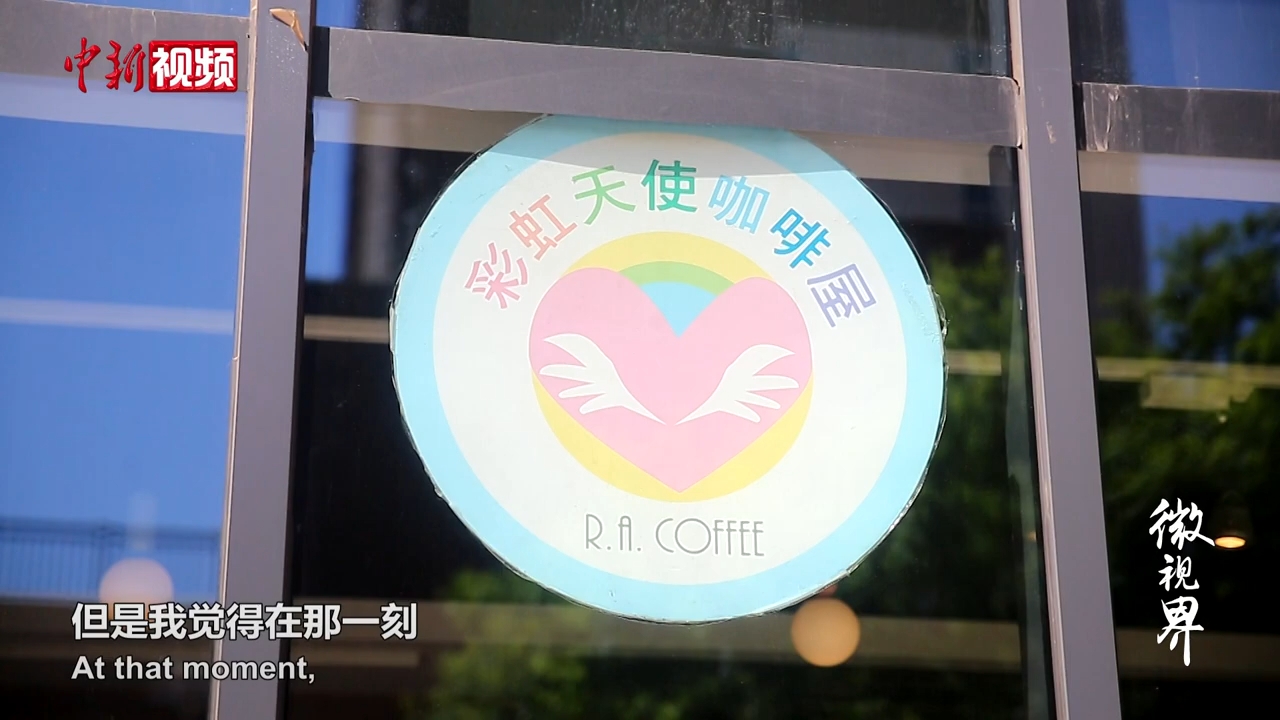 中新视频
彩虹天使咖啡屋
R.A. COFFEE
微视界
但是我觉得在那一刻
At that moment,